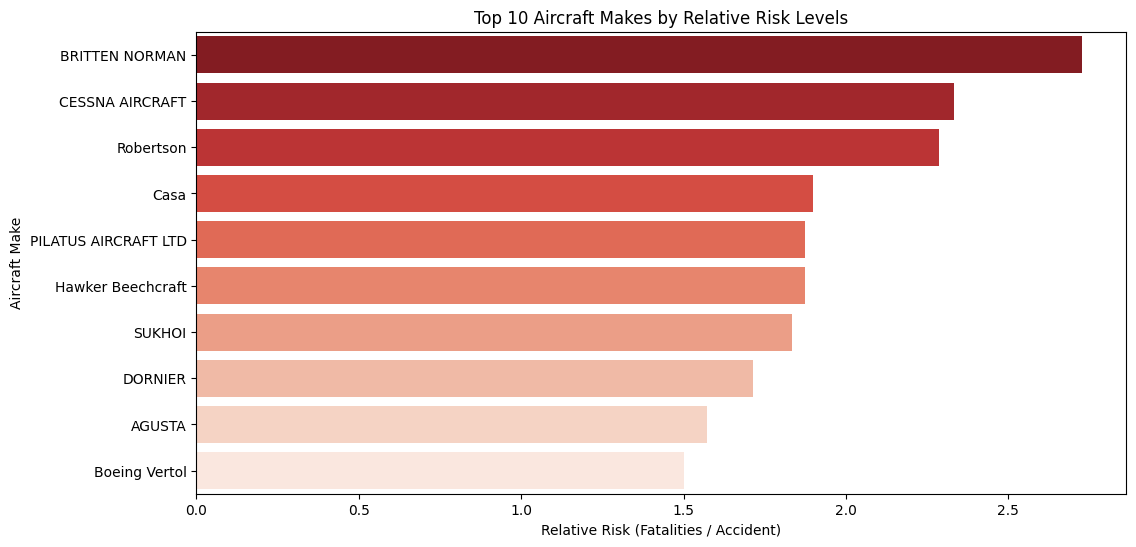 Top 10 Aircraft Makes by Relative Risk Levels
Aircraft Make
BRITTEN NORMAN
CESSNA AIRCRAFT
Robertson
Casa
PILATUS AIRCRAFT LTD
Hawker Beechcraft
SUKHOI
DORNIER
AGUSTA
Boeing Vertol
0.0 0.5 1.0 1.5 2.0 2.5
Relative Risk (Fatalities / Accident)